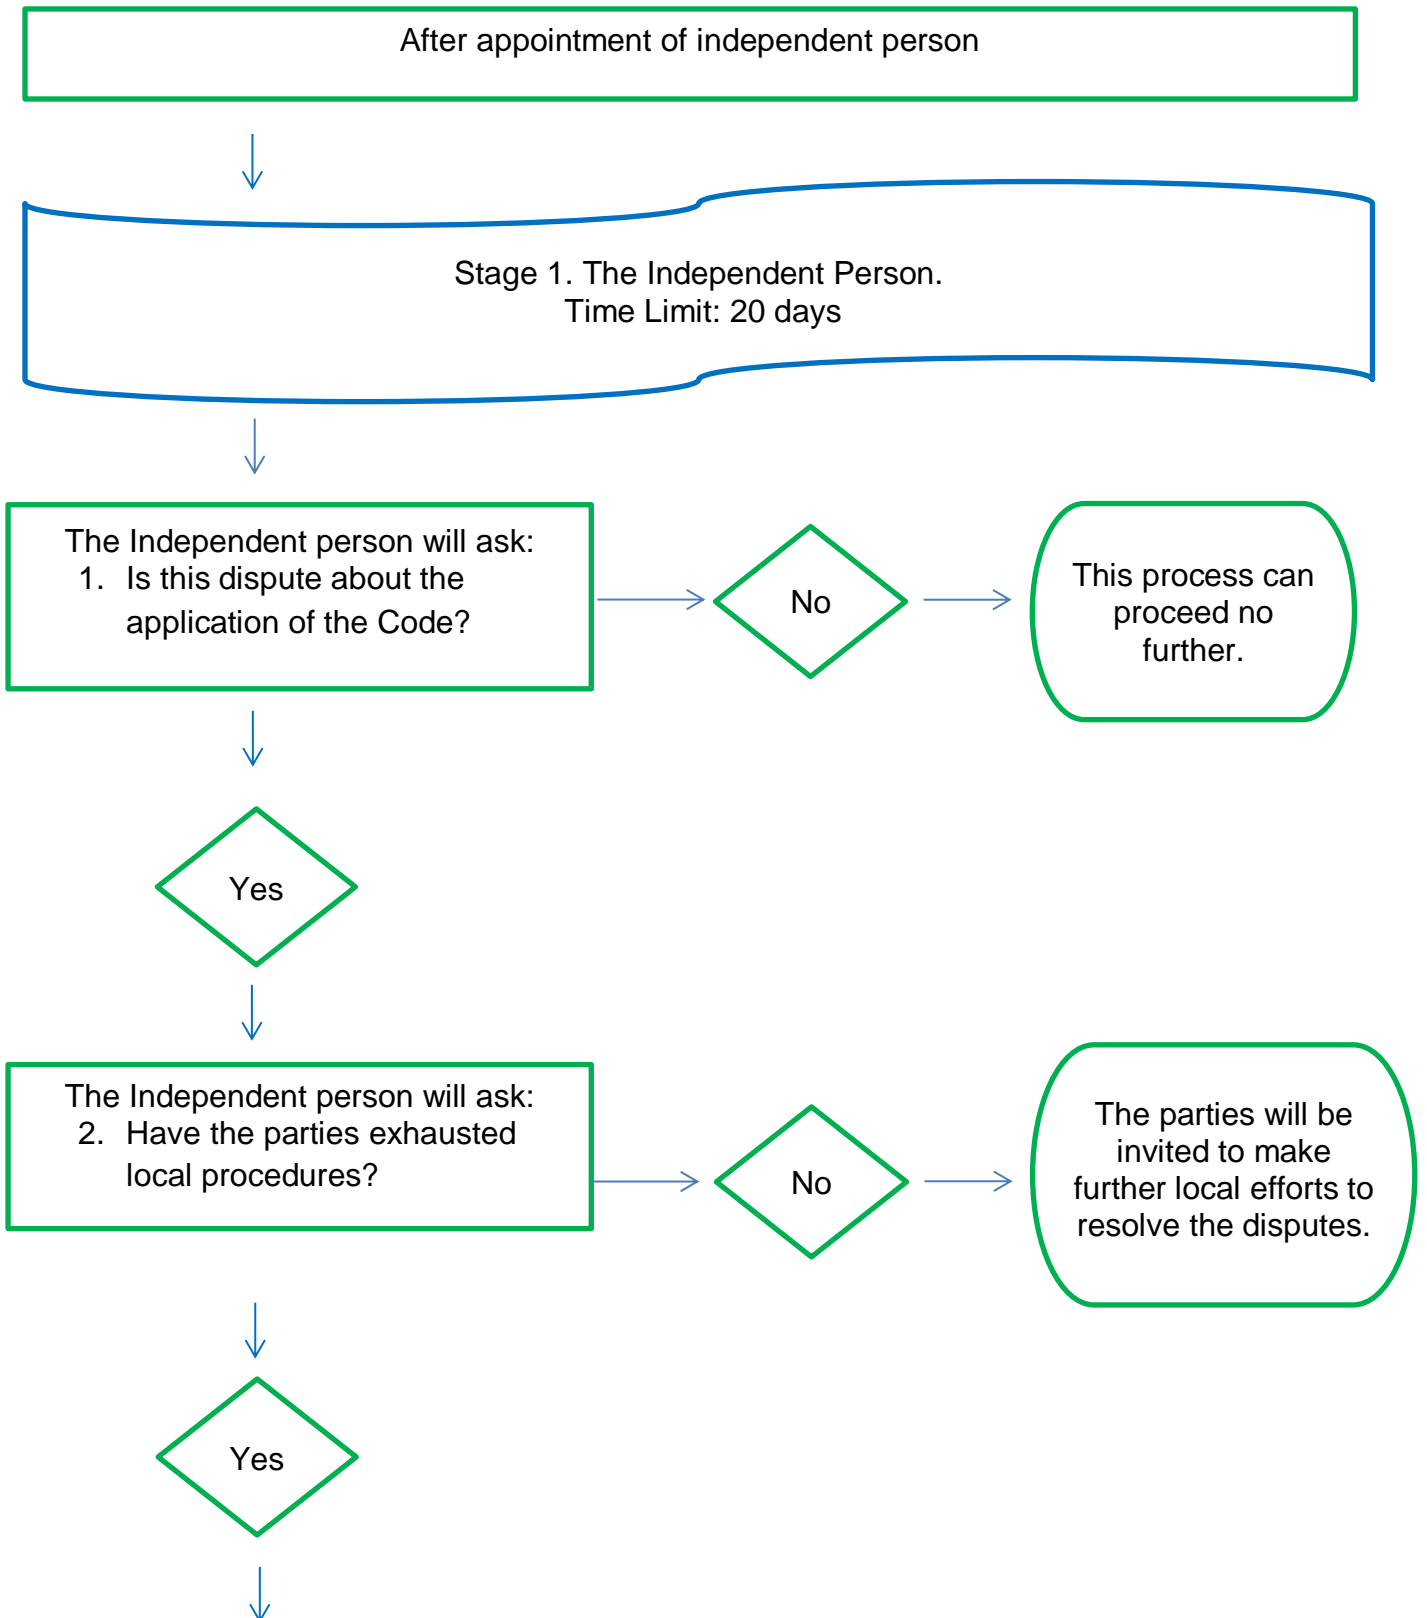 After appointment of independent person
Stage 1. The Independent Person.
Time Limit: 20 days
The Independent person will ask:
1. Is this dispute about the
application of the Code?
No
This process can
proceed no
further.
Yes
The Independent person will ask:
2. Have the parties exhausted
local procedures?
No
The parties will be
invited to make
further local efforts to
resolve the disputes.
Yes